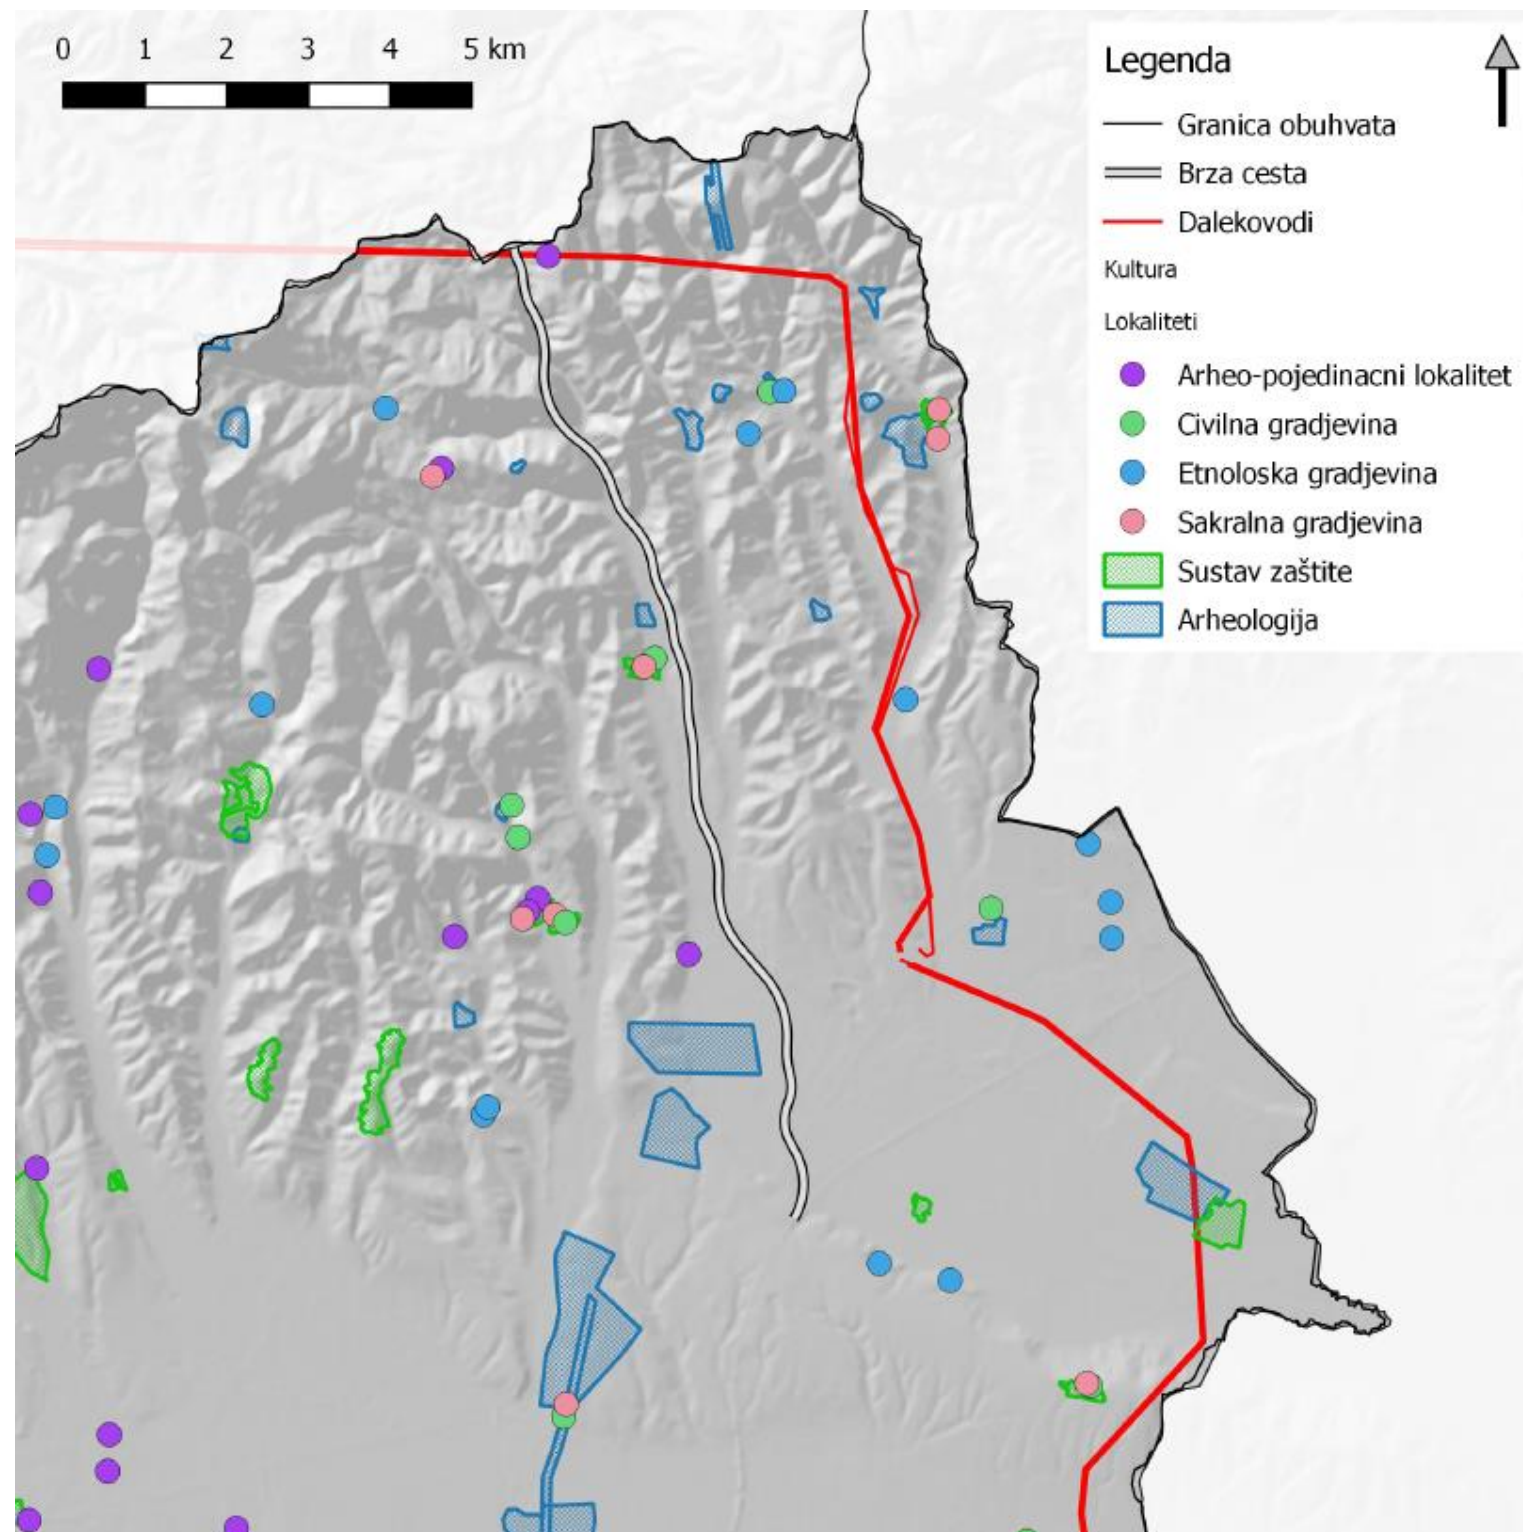 0 1 2 3 4 5 km
Legenda
Granica obuhvata
Brza cesta
Dalekovodi
Kultura
Lokaliteti
Arheo-pojedinacni lokalitet
Civilna gradjevina
Etnoloska gradjevina
Sakralna gradjevina
Sustav zaštite
Arheologija